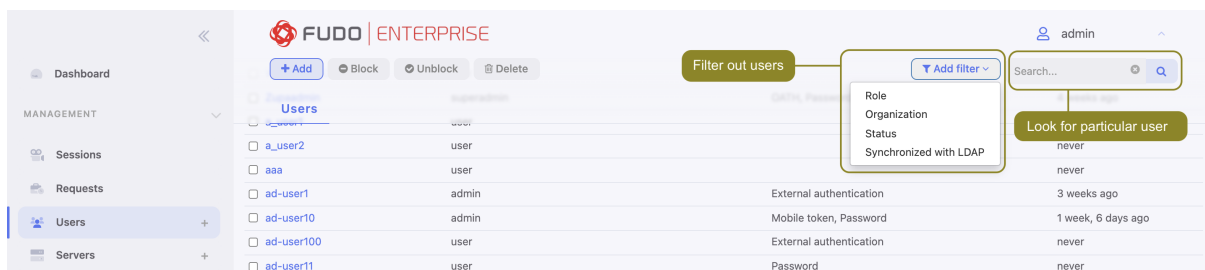 FUDO ENTERPRISE
admin
+ Add Block Unblock Delete
Filter out users
Add filter
Search...
Role
Organization
Status
Synchronized with LDAP
Look for particular user
Dashboard
MANAGEMENT
Sessions
Requests
Users +
Servers +
Users
a_user1 user
a_user2 user never
aaa user never
ad-user1 admin External authentication 3 weeks ago
ad-user10 admin Mobile token, Password 1 week, 6 days ago
ad-user100 user External authentication never
ad-user11 user Password never